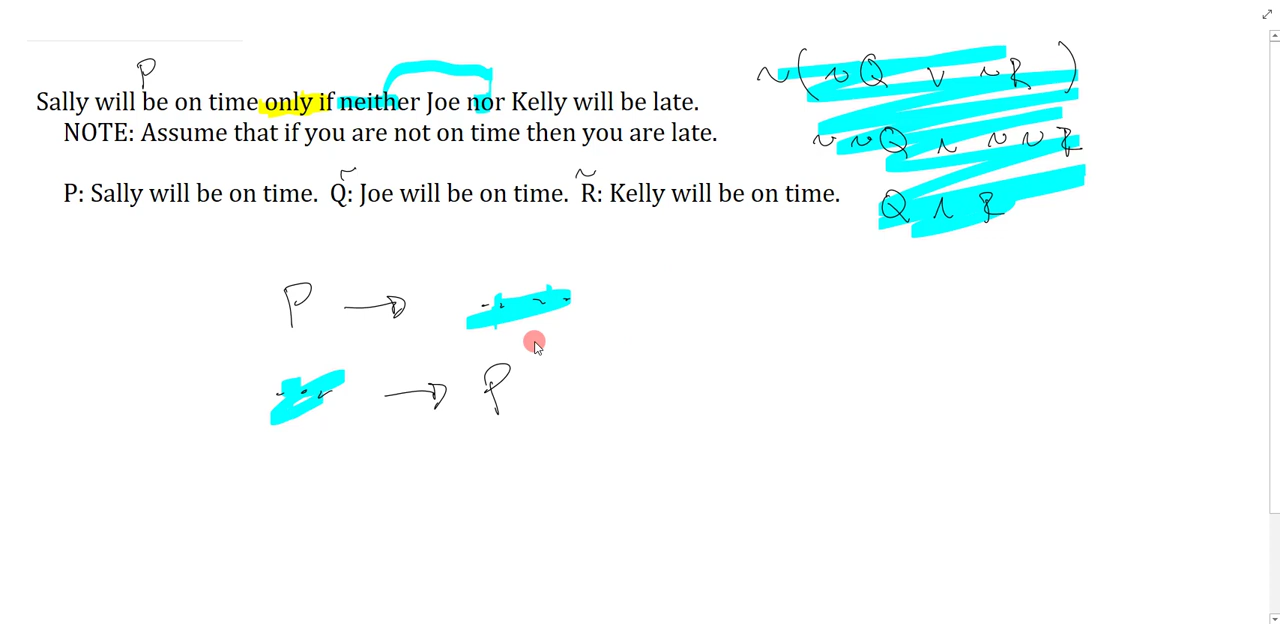 P
Sally will be on time only if neither Joe nor Kelly will be late.
NOTE: Assume that if you are not on time then you are late.
~ ~
P: Sally will be on time. Q: Joe will be on time. R: Kelly will be on time.
~(~Q ∨ ~R)
~~Q ∧ ~~R
Q ∧ R
P →
→ P